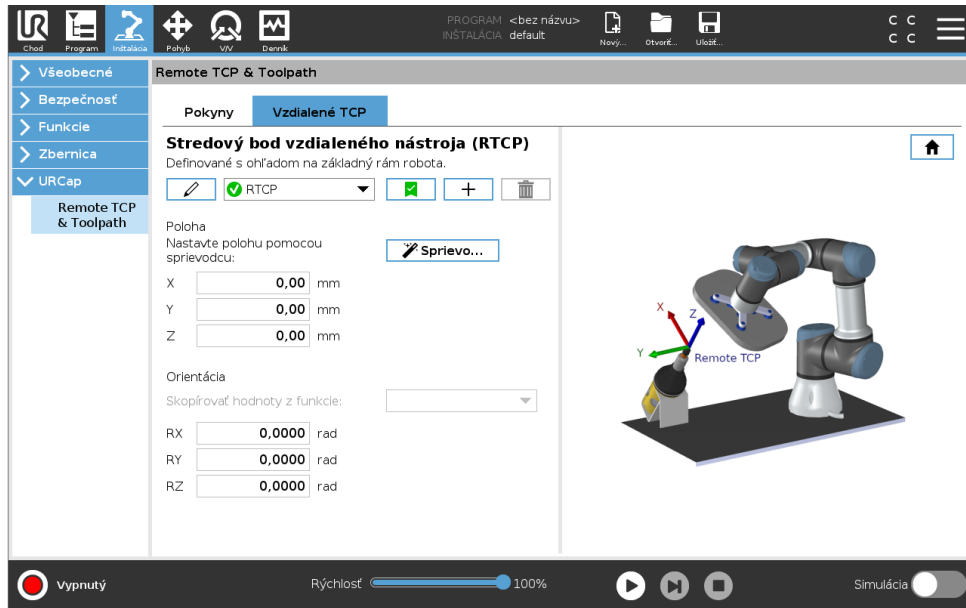 PROGRAM <bez názvu>
INŠTALÁCIA default
Chod
Program
Inštalácia
Pohyb
V/V
Denník
Nový...
Otvoriť...
Uložiť...
C C
C C
Všeobecné
Bezpečnosť
Funkcie
Zbernica
URCap
Remote TCP
& Toolpath
Remote TCP & Toolpath
Pokyny
Vzdialené TCP
Stredový bod vzdialeného nástroja (RTCP)
Definované s ohľadom na základný rám robota.
RTCP
Poloha
Nastavte polohu pomocou
sprievodcu:
Sprievo...
X 0,00 mm
Y 0,00 mm
Z 0,00 mm
Orientácia
Skopírovať hodnoty z funkcie:
RX 0,0000 rad
RY 0,0000 rad
RZ 0,0000 rad
X
Z
Y
Remote TCP
Vypnutý
Rýchlosť
100%
Simulácia